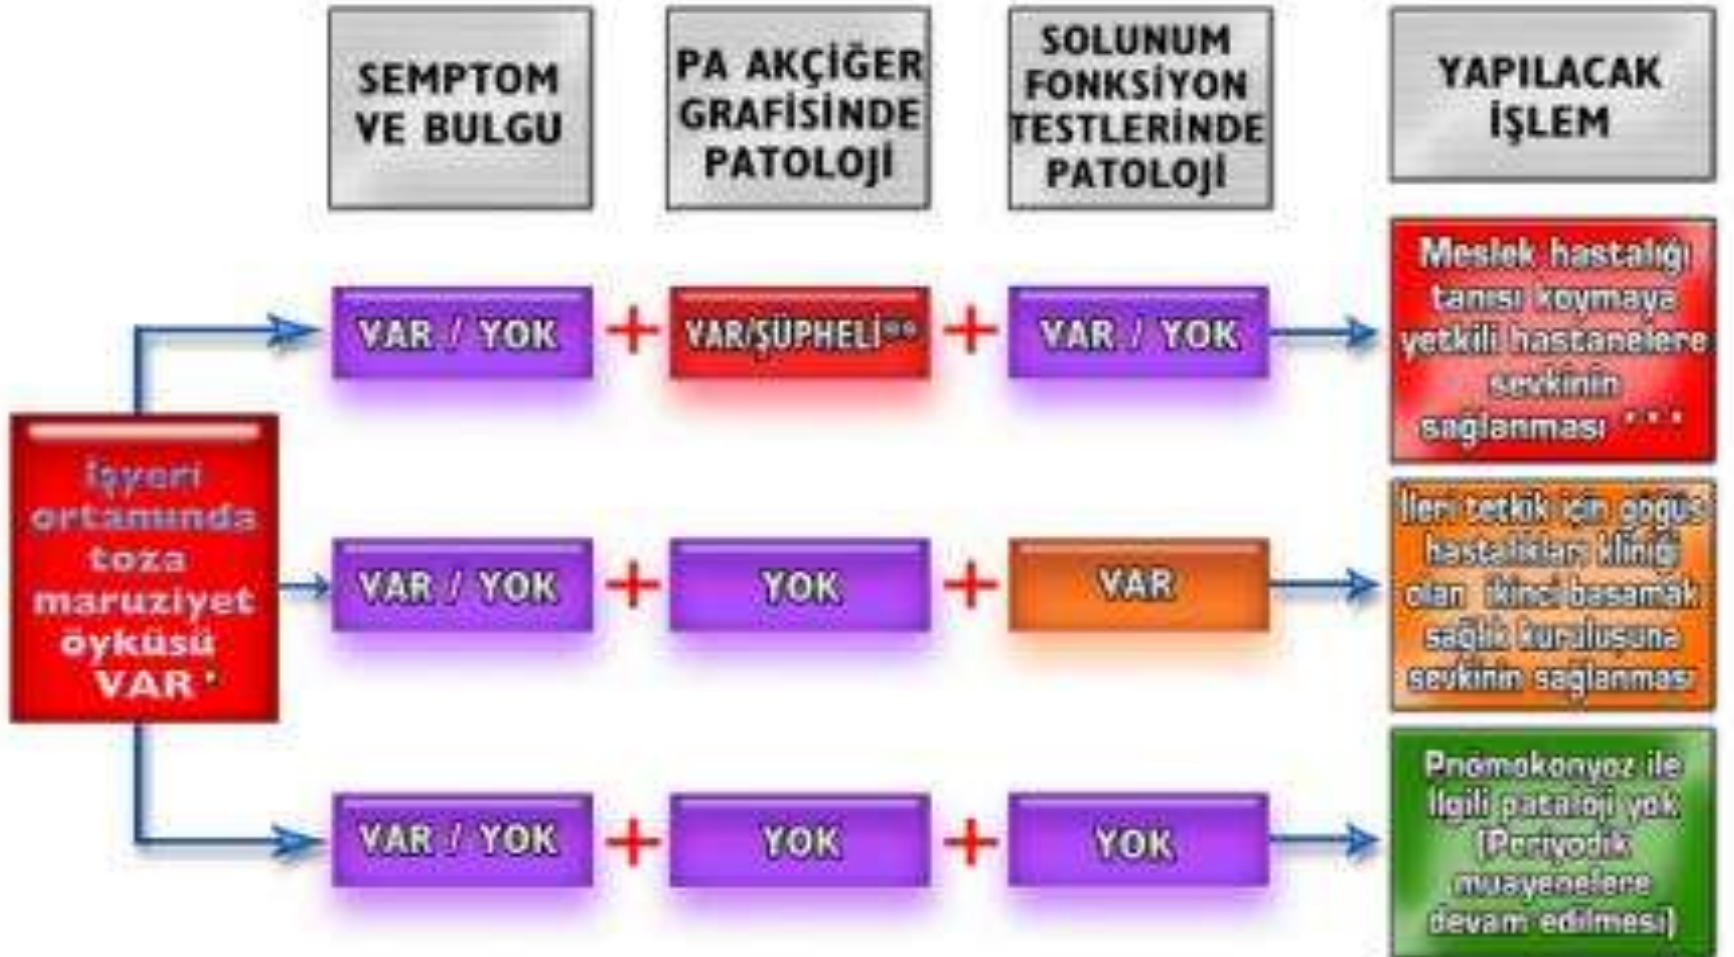 SEMPTOM
VE BULGU
PA AKÇİĞER
GRAFİSİNDE
PATOLOJİ
SOLUNUM
FONKSİYON
TESTLERİNDE
PATOLOJİ
YAPILACAK
İŞLEM
İşyeri
ortamında
toza
maruziyet
öyküsü
VAR *
VAR / YOK
+
VAR/ŞÜPHELİ**
+
VAR / YOK
Meslek hastalığı
tanısı koymaya
yetkili hastanelere
sevkinin
sağlanması ***
VAR / YOK
+
YOK
+
VAR
İleri tetkik için göğüs
hastalıkları kliniği
olan ikinci basamak
sağlık kuruluşuna
sevkinin sağlanması
VAR / YOK
+
YOK
+
YOK
Pnömokonyoz ile
ilgili pataloji yok
(Periyodik
muayenelere
devam edilmesi)